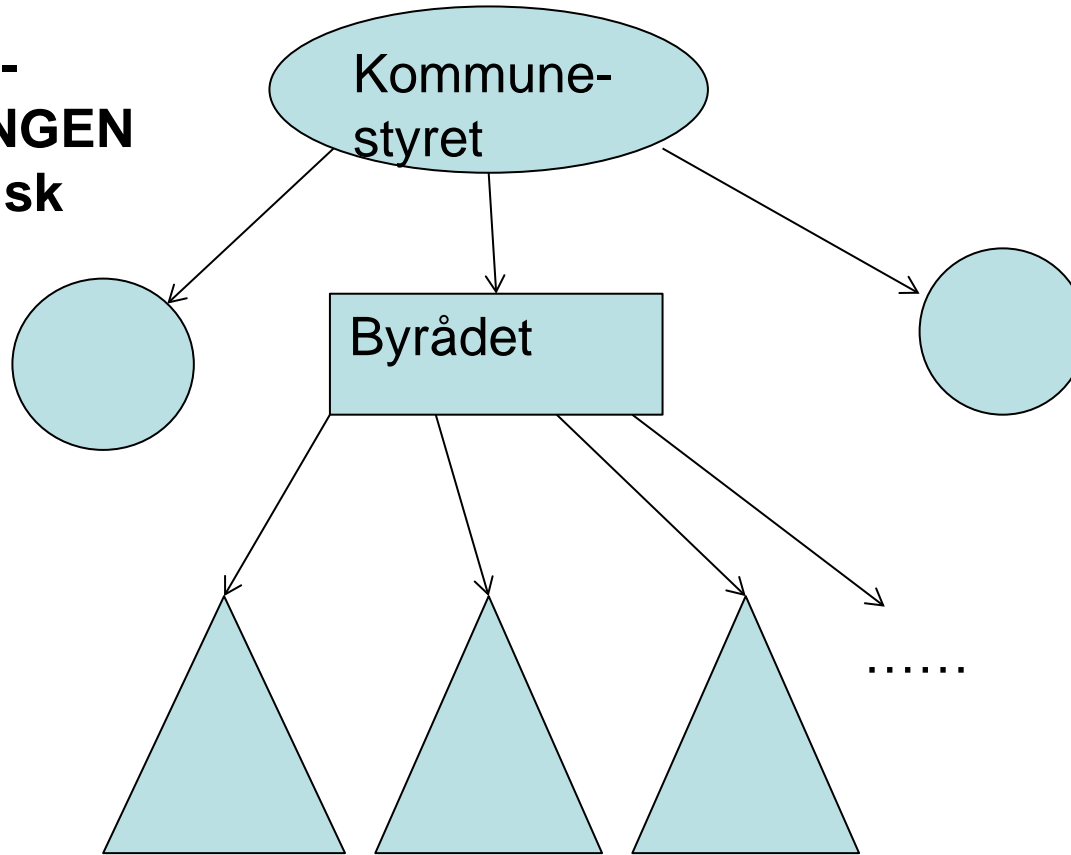 -
NGEN
sk
Kommune-
styret
Byrådet
......